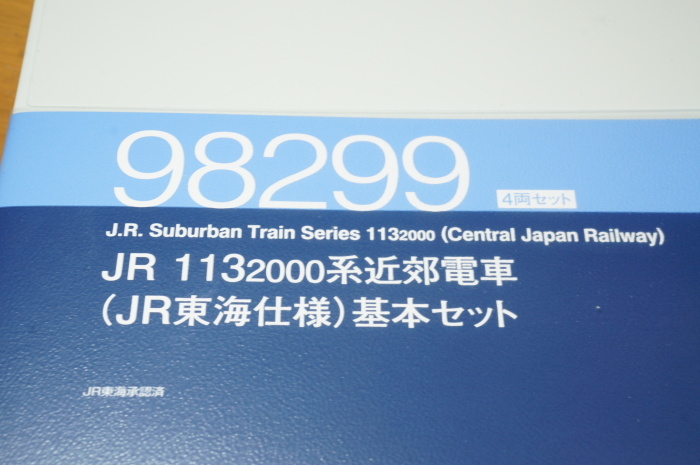 98299 4両セット
J.R. Suburban Train Series 1132000 (Central Japan Railway)
JR 1132000系近郊電車
(JR東海仕様)基本セット
JR東海承認済